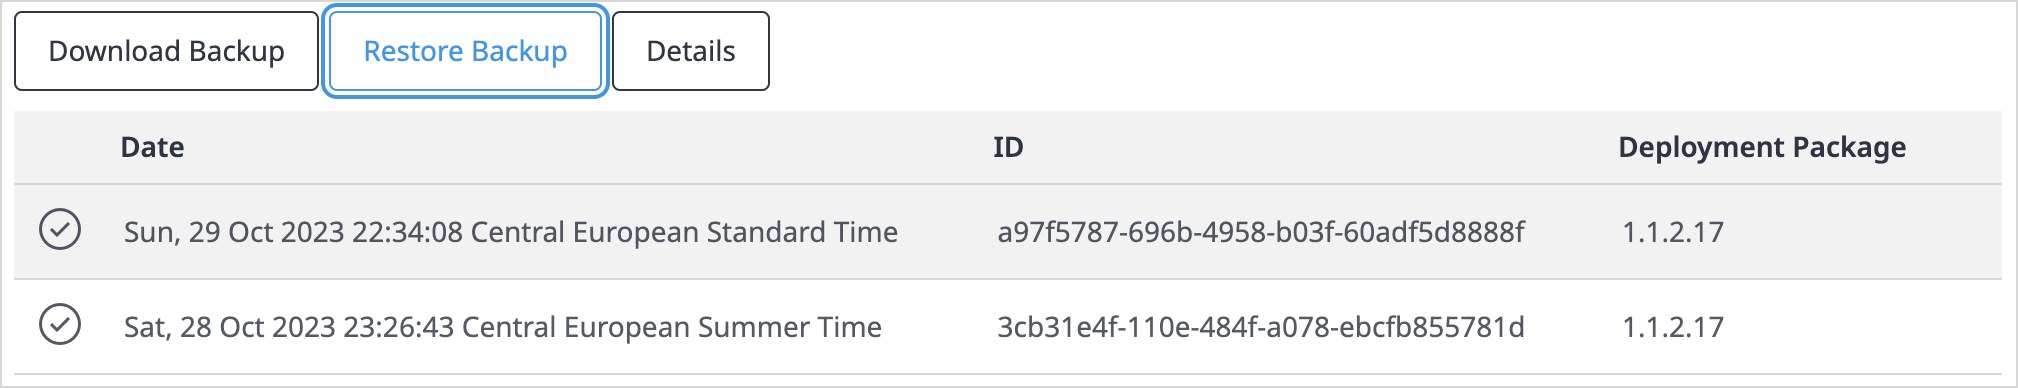 Download Backup Restore Backup Details
Date ID Deployment Package
Sun, 29 Oct 2023 22:34:08 Central European Standard Time a97f5787-696b-4958-b03f-60adf5d8888f 1.1.2.17
Sat, 28 Oct 2023 23:26:43 Central European Summer Time 3cb31e4f-110e-484f-a078-ebcfb855781d 1.1.2.17